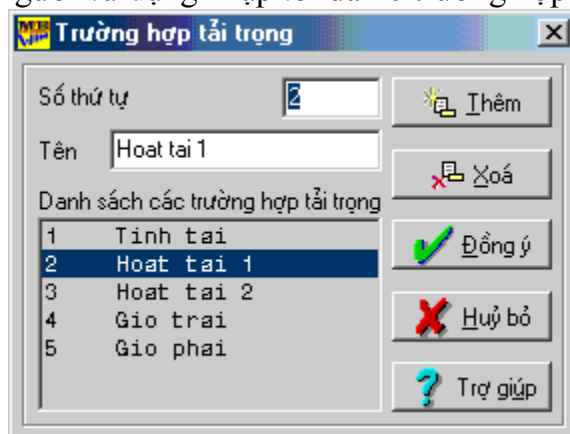 Trường hợp tải trọng
Số thứ tự 2 Thêm
Tên Hoat tai 1
Xoá
Danh sách các trường hợp tải trọng
1 Tinh tai
2 Hoat tai 1
3 Hoat tai 2
4 Gio trai
5 Gio phai
Đồng ý
Huỷ bỏ
Trợ giúp